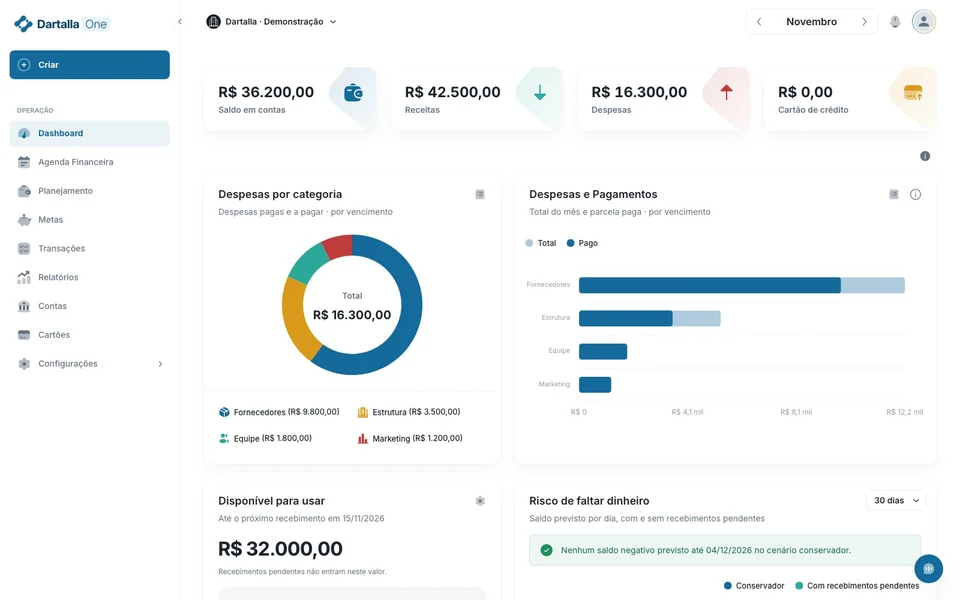 Dartalla One
Dartalla · Demonstração
Novembro
Criar
OPERAÇÃO
Dashboard
Agenda Financeira
Planejamento
Metas
Transações
Relatórios
Contas
Cartões
Configurações
R$ 36.200,00
Saldo em contas
R$ 42.500,00
Receitas
R$ 16.300,00
Despesas
R$ 0,00
Cartão de crédito
Despesas por categoria
Despesas pagas e a pagar · por vencimento
Total
R$ 16.300,00
Fornecedores (R$ 9.800,00)
Estrutura (R$ 3.500,00)
Equipe (R$ 1.800,00)
Marketing (R$ 1.200,00)
Despesas e Pagamentos
Total do mês e parcela paga · por vencimento
Total
Pago
Fornecedores
Estrutura
Equipe
Marketing
R$ 0
R$ 4,1 mil
R$ 8,1 mil
R$ 12,2 mil
Disponível para usar
Até o próximo recebimento em 15/11/2026
R$ 32.000,00
Recebimentos pendentes não entram neste valor.
Risco de faltar dinheiro
30 dias
Saldo previsto por dia, com e sem recebimentos pendentes
Nenhum saldo negativo previsto até 04/12/2026 no cenário conservador.
Conservador
Com recebimentos pendentes